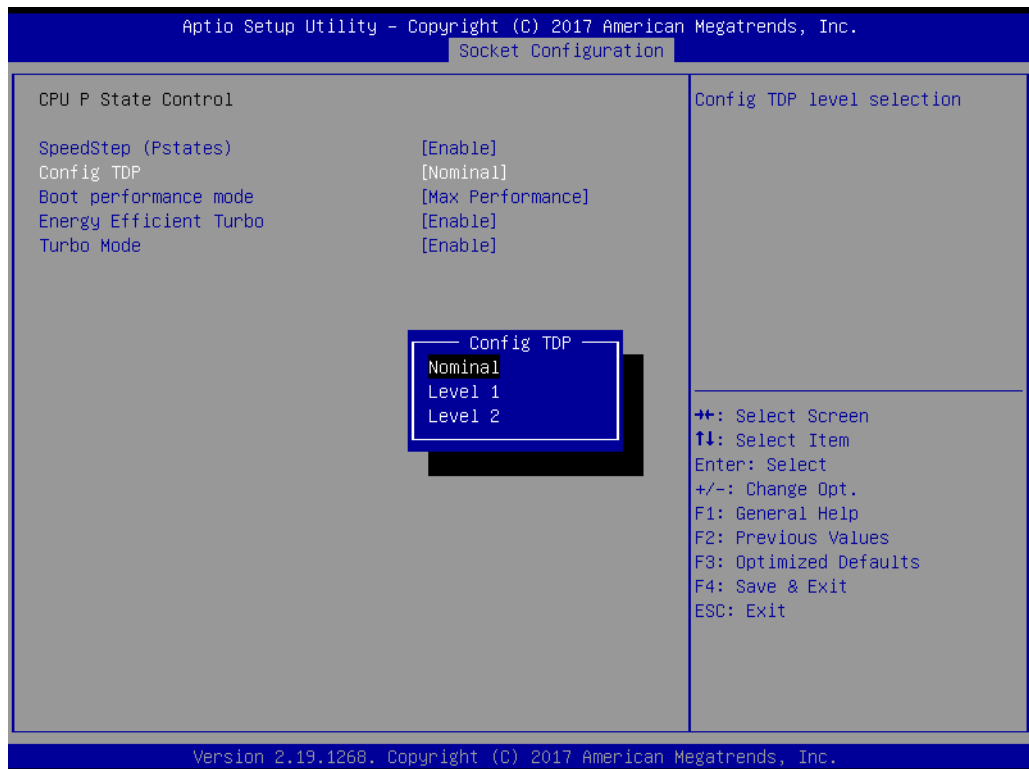 Aptio Setup Utility – Copyright (C) 2017 American Megatrends, Inc.
Socket Configuration
CPU P State Control
SpeedStep (Pstates) [Enable]
Config TDP [Nominal]
Boot performance mode [Max Performance]
Energy Efficient Turbo [Enable]
Turbo Mode [Enable]
Config TDP
Nominal
Level 1
Level 2
Config TDP level selection
→←: Select Screen
↑↓: Select Item
Enter: Select
+/-: Change Opt.
F1: General Help
F2: Previous Values
F3: Optimized Defaults
F4: Save & Exit
ESC: Exit
Version 2.19.1268. Copyright (C) 2017 American Megatrends, Inc.